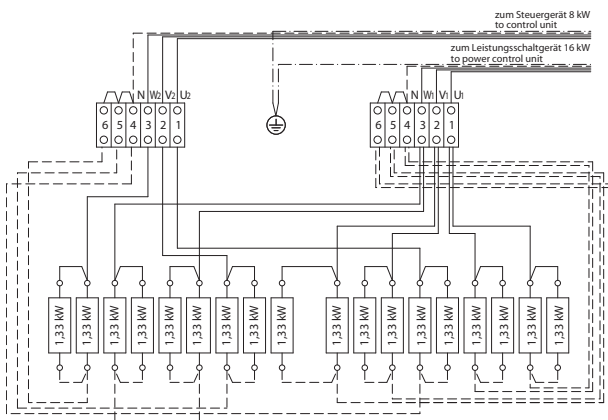 zum Steuergerät 8 kW
to control unit
zum Leistungsschaltgerät 16 kW
to power control unit
N W2 V2 U2
N W1 V1 U1
6 5 4 3 2 1
6 5 4 3 2 1
1,33 kW 1,33 kW 1,33 kW 1,33 kW 1,33 kW 1,33 kW 1,33 kW 1,33 kW 1,33 kW 1,33 kW 1,33 kW 1,33 kW 1,33 kW 1,33 kW 1,33 kW 1,33 kW 1,33 kW 1,33 kW